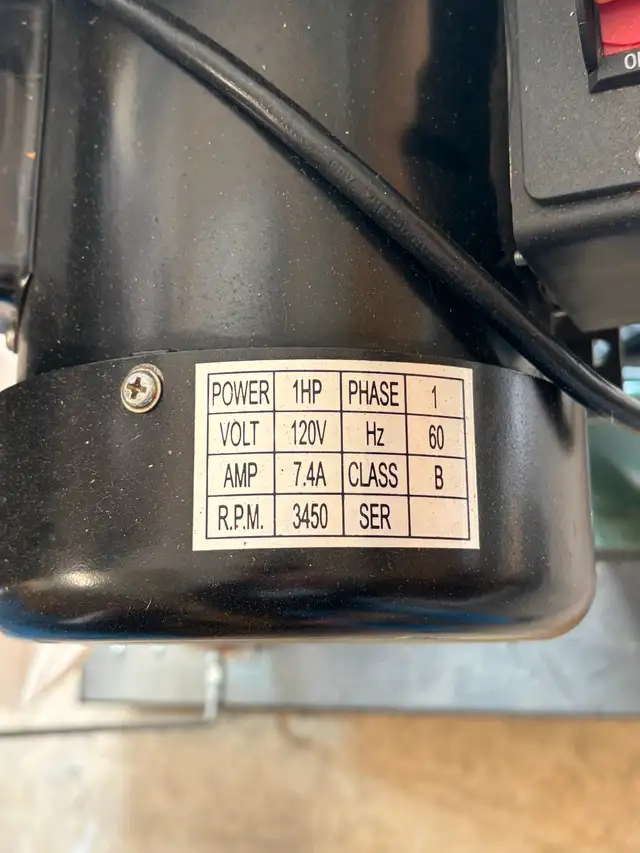 POWER 1HP PHASE 1
VOLT 120V Hz 60
AMP 7.4A CLASS B
R.P.M. 3450 SER